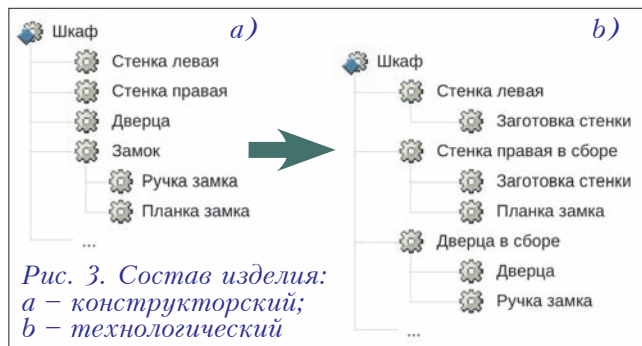 a)
Шкаф
Стенка левая
Стенка правая
Дверца
Замок
Ручка замка
Планка замка
...
b)
Шкаф
Стенка левая
Заготовка стенки
Стенка правая в сборе
Заготовка стенки
Планка замка
Дверца в сборе
Дверца
Ручка замка
...
Рис. 3. Состав изделия:
a – конструкторский;
b – технологический